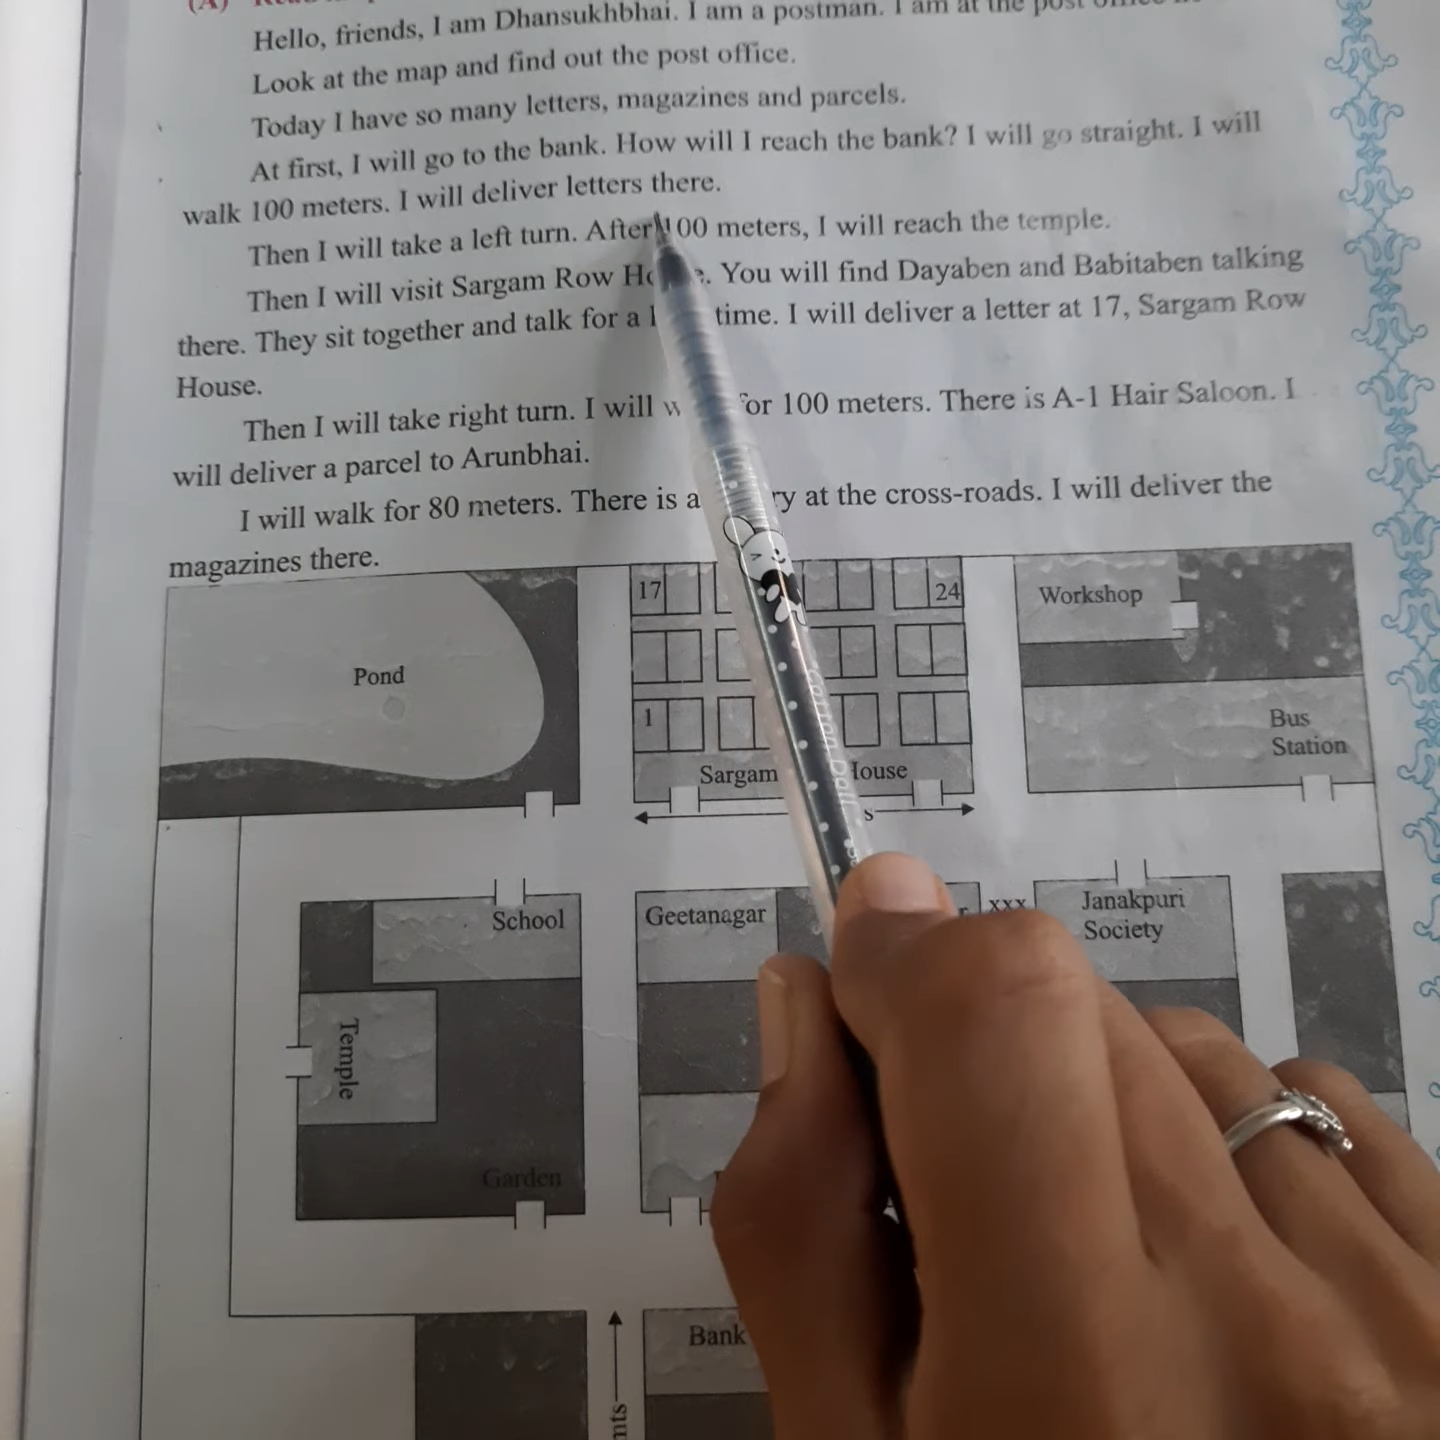 (A)
Hello, friends, I am Dhansukhbhai. I am a postman. I am at the post office
Look at the map and find out the post office.
Today I have so many letters, magazines and parcels.
At first, I will go to the bank. How will I reach the bank? I will go straight. I will
walk 100 meters. I will deliver letters there.
Then I will take a left turn. After 100 meters, I will reach the temple.
Then I will visit Sargam Row You will find Dayaben and Babitaben talking
there. They sit together and talk for a time. I will deliver a letter at 17, Sargam Row
House.
Then I will take right turn. I will for 100 meters. There is A-1 Hair Saloon. I
will deliver a parcel to Arunbhai.
I will walk for 80 meters. There is a at the cross-roads. I will deliver the
magazines there.
17
24
Workshop
Pond
1
Bus
Station
Sargam House
School
Geetanagar
xxx
Janakpuri
Society
Temple
Garden
Bank